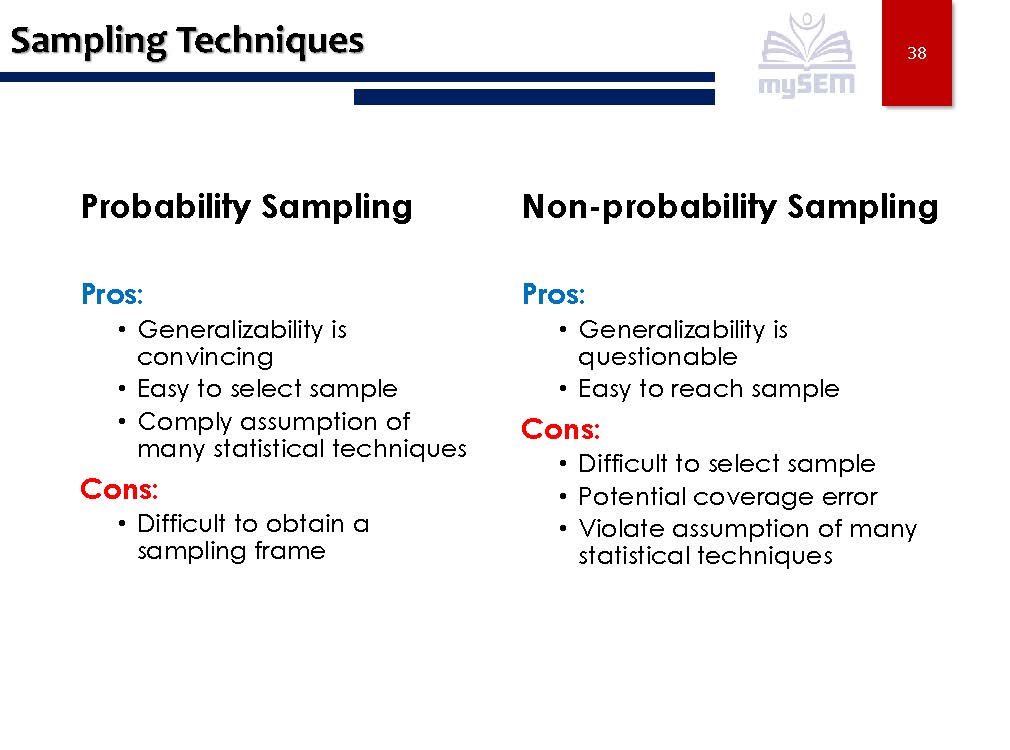 Sampling Techniques
mySEM
38
Probability Sampling
Pros:
• Generalizability is
convincing
• Easy to select sample
• Comply assumption of
many statistical techniques
Cons:
• Difficult to obtain a
sampling frame
Non-probability Sampling
Pros:
• Generalizability is
questionable
• Easy to reach sample
Cons:
• Difficult to select sample
• Potential coverage error
• Violate assumption of many
statistical techniques